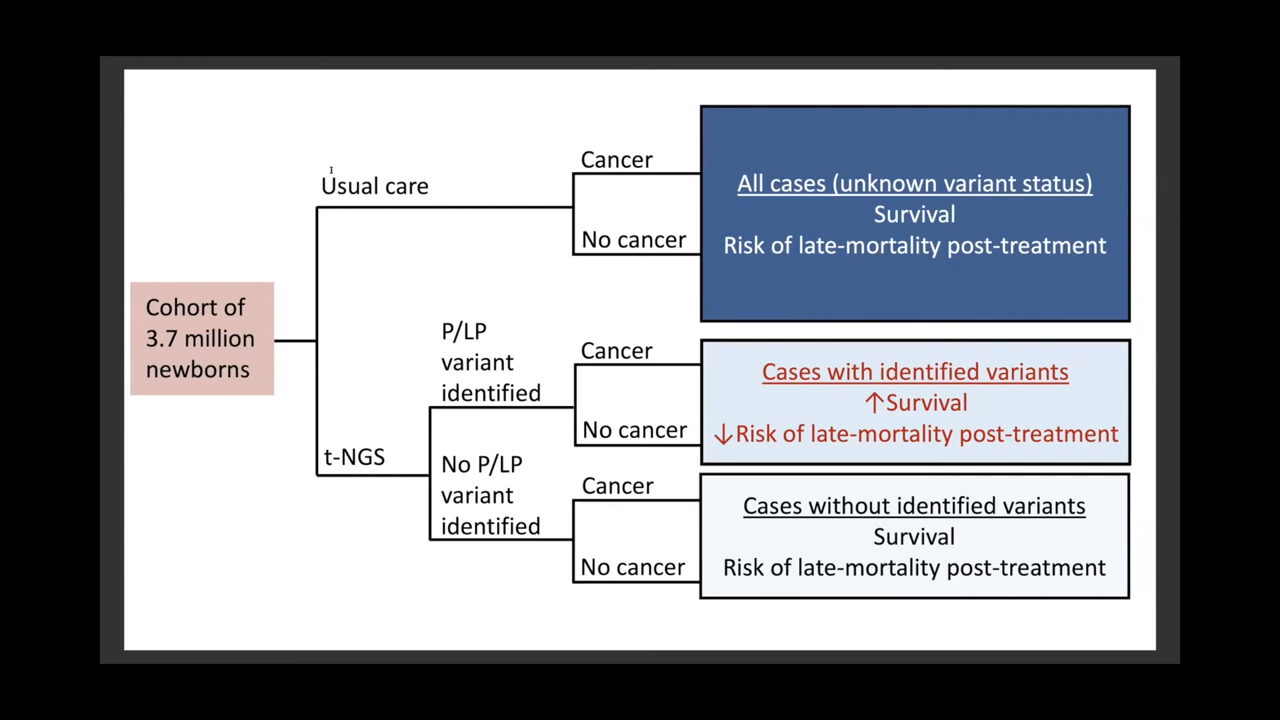 Cohort of
3.7 million
newborns
Usual care
Cancer
No cancer
All cases (unknown variant status)
Survival
Risk of late-mortality post-treatment
t-NGS
P/LP
variant
identified
Cancer
No cancer
Cases with identified variants
↑Survival
↓Risk of late-mortality post-treatment
No P/LP
variant
identified
Cancer
No cancer
Cases without identified variants
Survival
Risk of late-mortality post-treatment